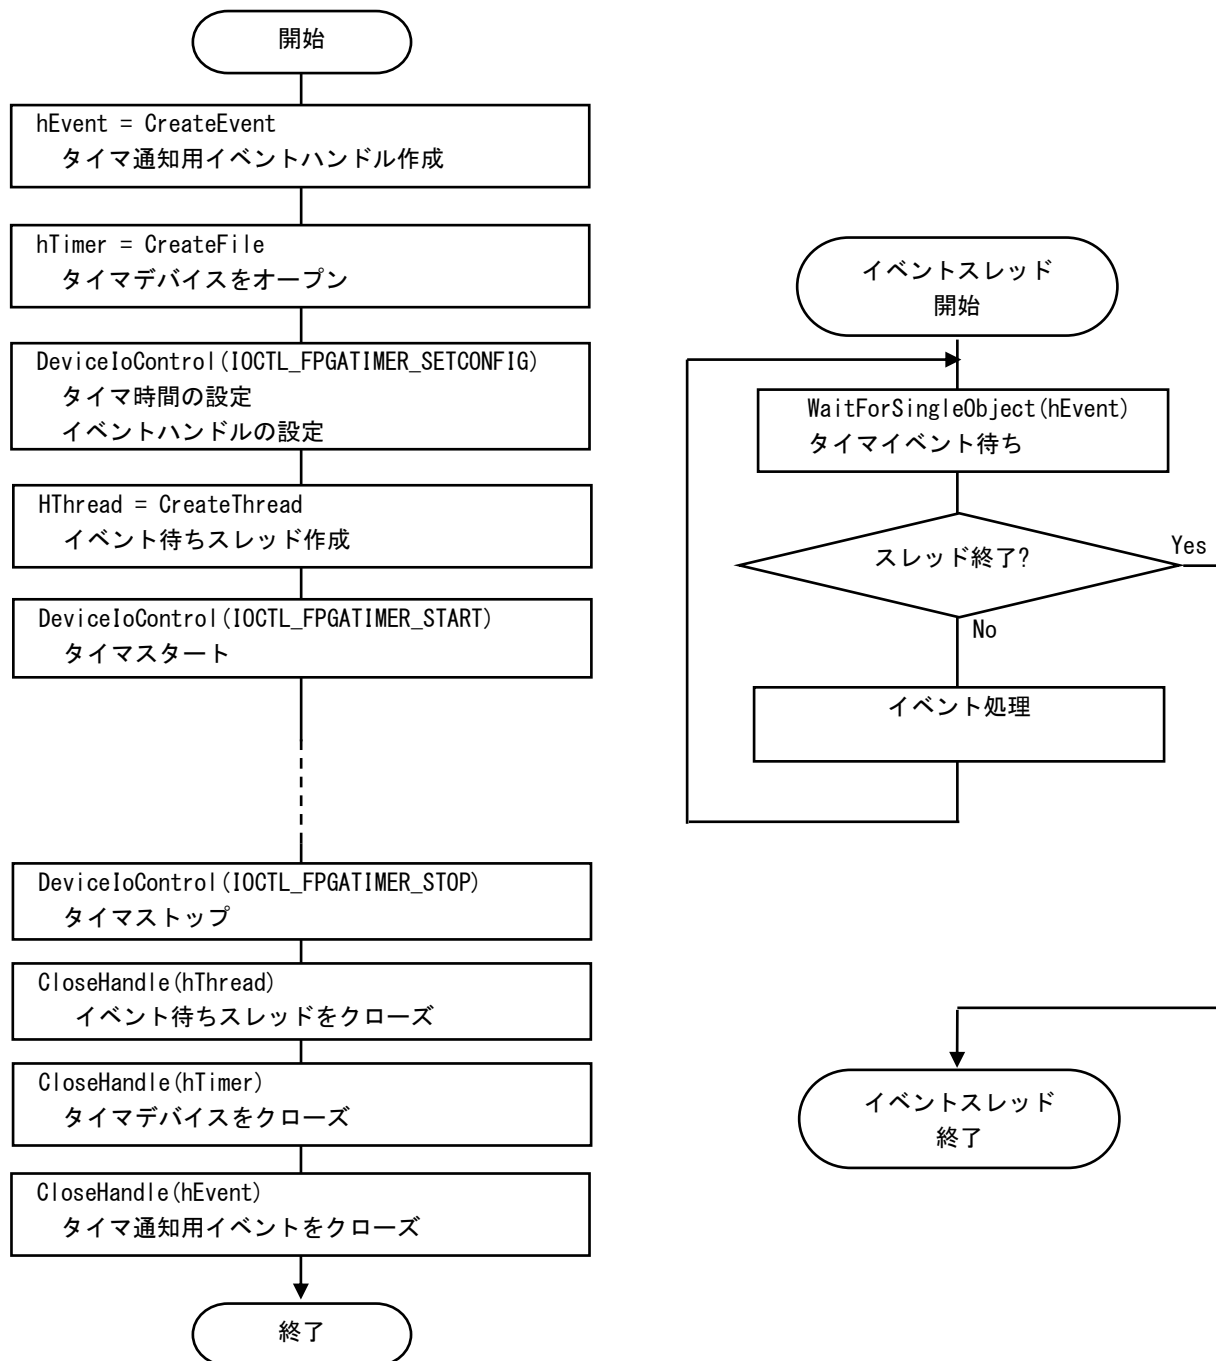 開始
hEvent = CreateEvent
タイマ通知用イベントハンドル作成
hTimer = CreateFile
タイマデバイスをオープン
DeviceIoControl(IOCTL_FPGATIMER_SETCONFIG)
タイマ時間の設定
イベントハンドルの設定
HThread = CreateThread
イベント待ちスレッド作成
DeviceIoControl(IOCTL_FPGATIMER_START)
タイマスタート
DeviceIoControl(IOCTL_FPGATIMER_STOP)
タイマストップ
CloseHandle(hThread)
イベント待ちスレッドをクローズ
CloseHandle(hTimer)
タイマデバイスをクローズ
CloseHandle(hEvent)
タイマ通知用イベントをクローズ
終了
イベントスレッド
開始
WaitForSingleObject(hEvent)
タイマイベント待ち
スレッド終了?
Yes
No
イベント処理
イベントスレッド
終了